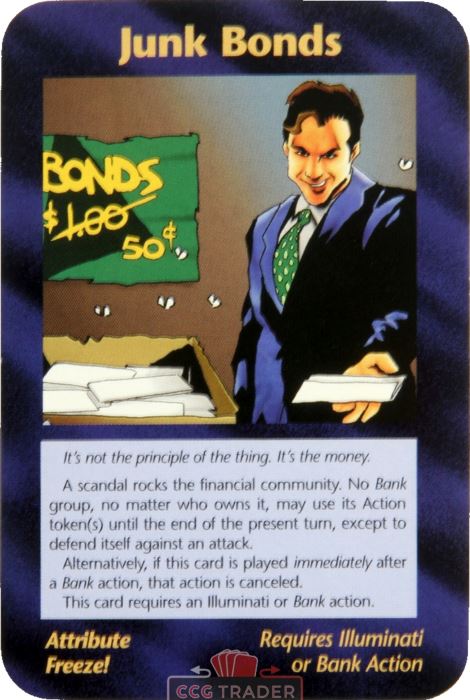 Junk Bonds
BONDS
$1.00
50¢
It's not the principle of the thing. It's the money.
A scandal rocks the financial community. No Bank
group, no matter who owns it, may use its Action
token(s) until the end of the present turn, except to
defend itself against an attack.
Alternatively, if this card is played immediately after
a Bank action, that action is canceled.
This card requires an Illuminati or Bank action.
Attribute
Freeze!
Requires Illuminati
or Bank Action
CCG TRADER